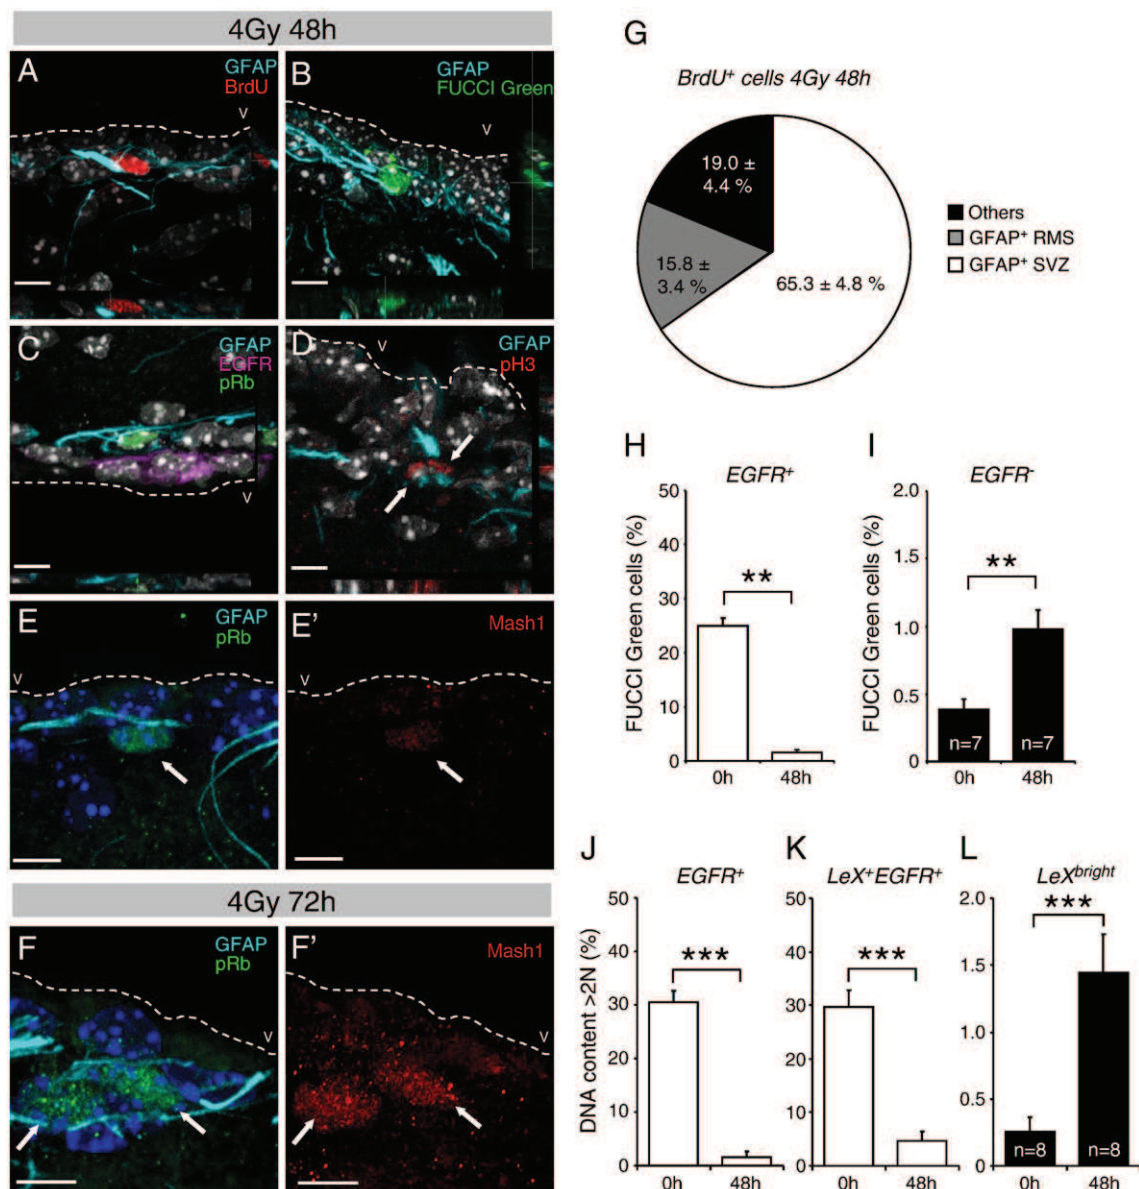 4Gy 48h
A
GFAP
BrdU
V
B
GFAP
FUCCI Green
V
C
GFAP
EGFR
pRb
V
D
V
GFAP
pH3
E
GFAP
pRb
V
E'
Mash1
V
4Gy 72h
F
GFAP
pRb
V
F'
Mash1
V
G
BrdU⁺ cells 4Gy 48h
19.0 ±
4.4 %
15.8 ±
3.4 %
65.3 ± 4.8 %
Others
GFAP⁺ RMS
GFAP⁺ SVZ
H
EGFR⁺
FUCCI Green cells (%)
50
40
30
20
10
0
**
0h
48h
I
EGFR⁻
FUCCI Green cells (%)
2.0
1.5
1.0
0.5
0
**
n=7
n=7
0h
48h
J
EGFR⁺
DNA content >2N (%)
50
40
30
20
10
0
***
0h
48h
K
LeX⁺EGFR⁺
50
40
30
20
10
0
***
0h
48h
L
LeXbright
2.0
1.5
1.0
0.5
0
***
n=8
n=8
0h
48h